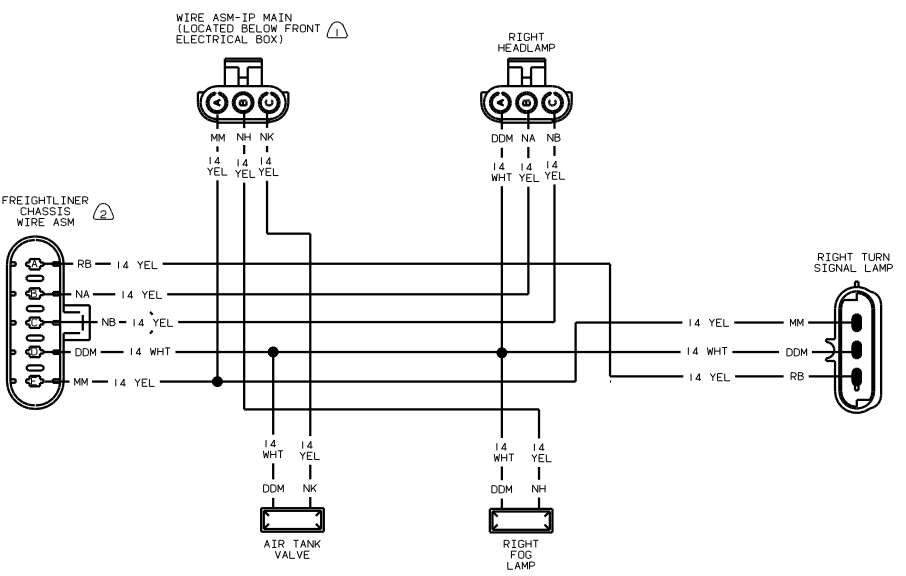 WIRE ASM-IP MAIN
(LOCATED BELOW FRONT
ELECTRICAL BOX)
1
RIGHT
HEADLAMP
A B C
A B C
MM NH NK
DDM NA NB
14 YEL
14 YEL
14 YEL
14 WHT
14 YEL
14 YEL
FREIGHTLINER
CHASSIS
WIRE ASM
2
RIGHT TURN
SIGNAL LAMP
A RB 14 YEL
B NA 14 YEL
C NB 14 YEL
14 YEL MM
D DDM 14 WHT
14 WHT DDM
E MM 14 YEL
14 YEL RB
14 WHT
14 YEL
14 WHT
14 YEL
DDM NK
DDM NH
AIR TANK
VALVE
RIGHT
FOG
LAMP